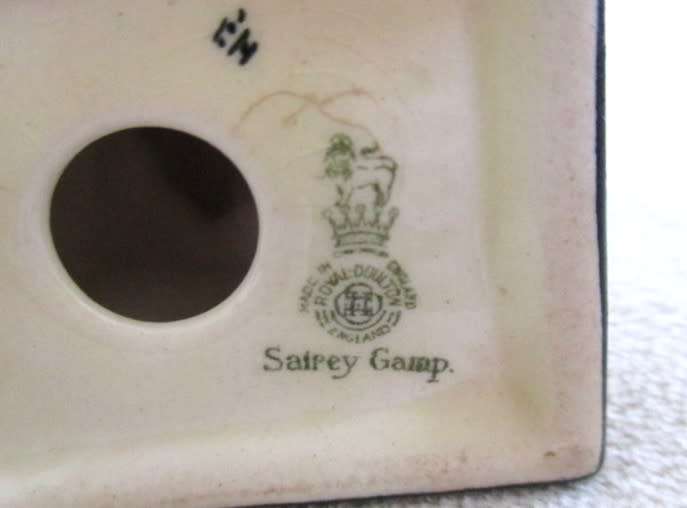 MADE IN ENGLAND
ROYAL DOULTON
ENGLAND
Sairey Gamp.